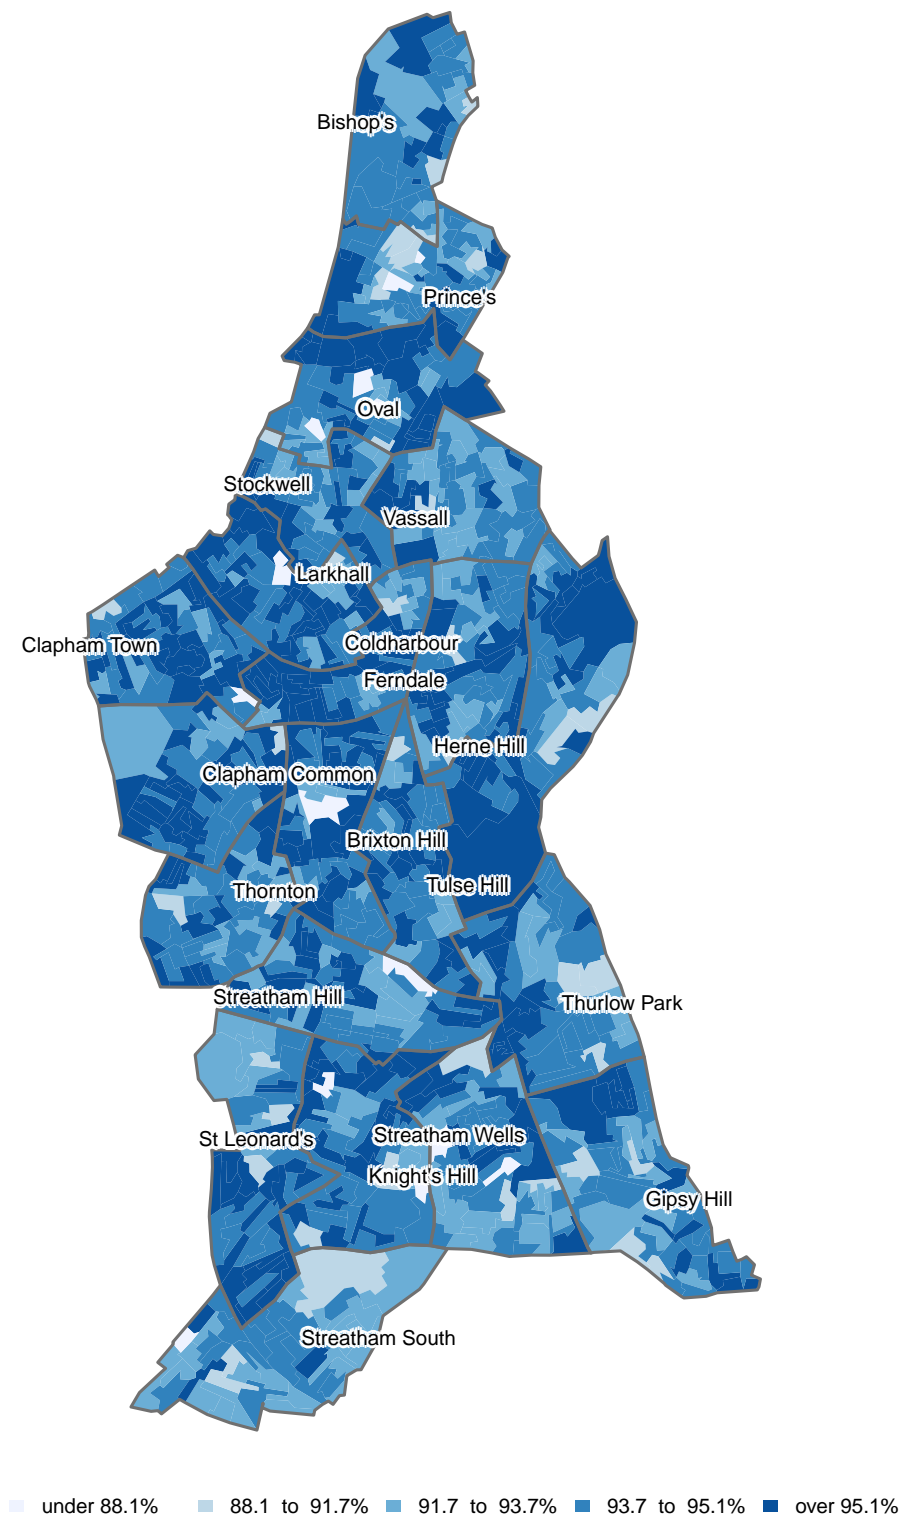 Bishop's
Prince's
Oval
Stockwell
Vassall
Larkhall
Clapham Town
Coldharbour
Ferndale
Herne Hill
Clapham Common
Brixton Hill
Thornton
Tulse Hill
Streatham Hill
Thurlow Park
St Leonard's
Streatham Wells
Knight's Hill
Gipsy Hill
Streatham South
under 88.1% 88.1 to 91.7% 91.7 to 93.7% 93.7 to 95.1% over 95.1%